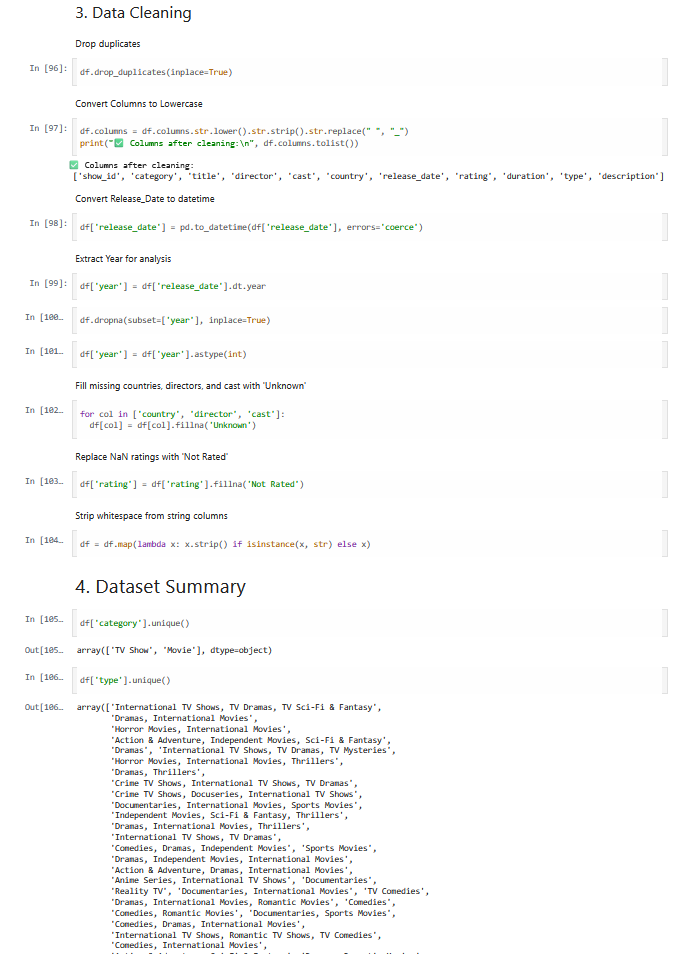 3. Data Cleaning
Drop duplicates
In [96]: df.drop_duplicates(inplace=True)
Convert Columns to Lowercase
In [97]: df.columns = df.columns.str.lower().str.strip().str.replace(" ", "_")
print("✅ Columns after cleaning:\n", df.columns.tolist())
✅ Columns after cleaning:
['show_id', 'category', 'title', 'director', 'cast', 'country', 'release_date', 'rating', 'duration', 'type', 'description']
Convert Release_Date to datetime
In [98]: df['release_date'] = pd.to_datetime(df['release_date'], errors='coerce')
Extract Year for analysis
In [99]: df['year'] = df['release_date'].dt.year
In [100… df.dropna(subset=['year'], inplace=True)
In [101… df['year'] = df['year'].astype(int)
Fill missing countries, directors, and cast with 'Unknown'
In [102… for col in ['country', 'director', 'cast']:
df[col] = df[col].fillna('Unknown')
Replace NaN ratings with 'Not Rated'
In [103… df['rating'] = df['rating'].fillna('Not Rated')
Strip whitespace from string columns
In [104… df = df.map(lambda x: x.strip() if isinstance(x, str) else x)
4. Dataset Summary
In [105… df['category'].unique()
Out[105… array(['TV Show', 'Movie'], dtype=object)
In [106… df['type'].unique()
Out[106… array(['International TV Shows, TV Dramas, TV Sci-Fi & Fantasy',
'Dramas, International Movies',
'Horror Movies, International Movies',
'Action & Adventure, Independent Movies, Sci-Fi & Fantasy',
'Dramas', 'International TV Shows, TV Dramas, TV Mysteries',
'Horror Movies, International Movies, Thrillers',
'Dramas, Thrillers',
'Crime TV Shows, International TV Shows, TV Dramas',
'Crime TV Shows, Docuseries, International TV Shows',
'Documentaries, International Movies, Sports Movies',
'Independent Movies, Sci-Fi & Fantasy, Thrillers',
'Dramas, International Movies, Thrillers',
'International TV Shows, TV Dramas',
'Comedies, Dramas, Independent Movies', 'Sports Movies',
'Dramas, Independent Movies, International Movies',
'Action & Adventure, Dramas, International Movies',
'Anime Series, International TV Shows', 'Documentaries',
'Reality TV', 'Documentaries, International Movies', 'TV Comedies',
'Dramas, International Movies, Romantic Movies', 'Comedies',
'Comedies, Romantic Movies', 'Documentaries, Sports Movies',
'Comedies, Dramas, International Movies',
'International TV Shows, Romantic TV Shows, TV Comedies',
'Comedies, International Movies',